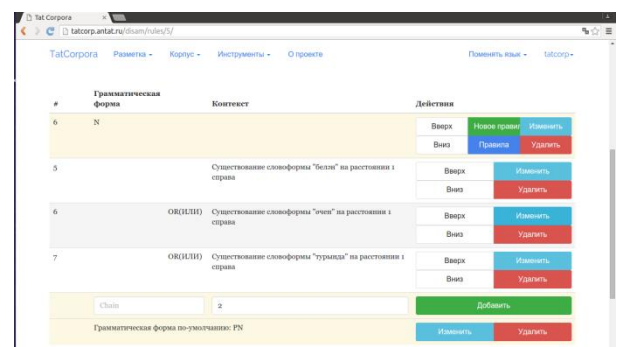 Tat Corpora
tatcorp.antat.ru/disam/rules/5/
TatCorpora Разметка Корпус Инструменты О проекте Поменять язык tatcorp
# Грамматическая форма Контекст Действия
6 N Вверх Новое правил Изменить
Вниз Правила Удалить
5 Существование словоформы "белән" на расстоянии 1 справа Вверх Изменить
Вниз Удалить
6 OR(ИЛИ) Существование словоформы "өчен" на расстоянии 1 справа Вверх Изменить
Вниз Удалить
7 OR(ИЛИ) Существование словоформы "турында" на расстоянии 1 справа Вверх Изменить
Вниз Удалить
Chain 2 Добавить
Грамматическая форма по-умолчанию: PN Изменить Удалить